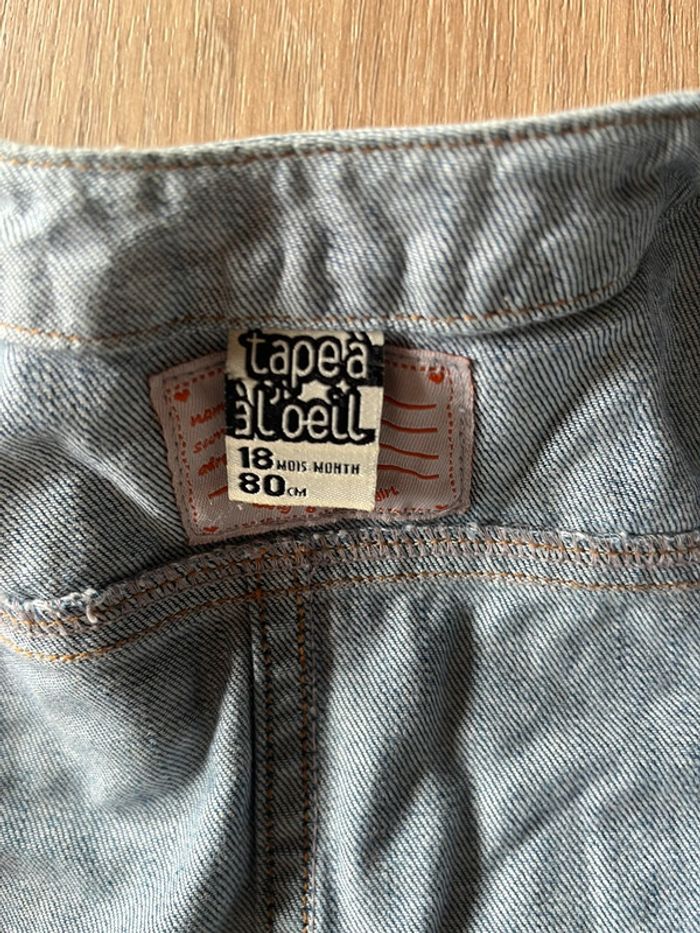 tape à
à l'oeil
18 MOIS-MONTH
80 CM